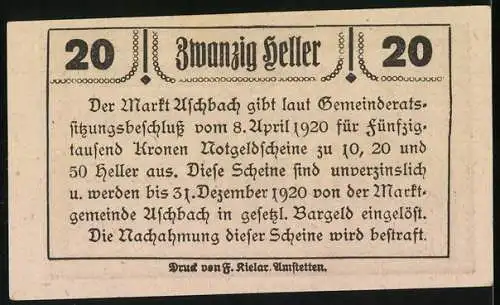 20 Zwanzig Heller 20
Der Markt Aschbach gibt laut Gemeinderats-
sitzungsbeschluß vom 8. April 1920 für Fünfzig-
tausend Kronen Notgeldscheine zu 10, 20 und
50 Heller aus. Diese Scheine sind unverzinslich
u. werden bis 31. Dezember 1920 von der Markt-
gemeinde Aschbach in gesetzl. Bargeld eingelöst.
Die Nachahmung dieser Scheine wird bestraft.
Druck von F. Kielar, Amstetten.